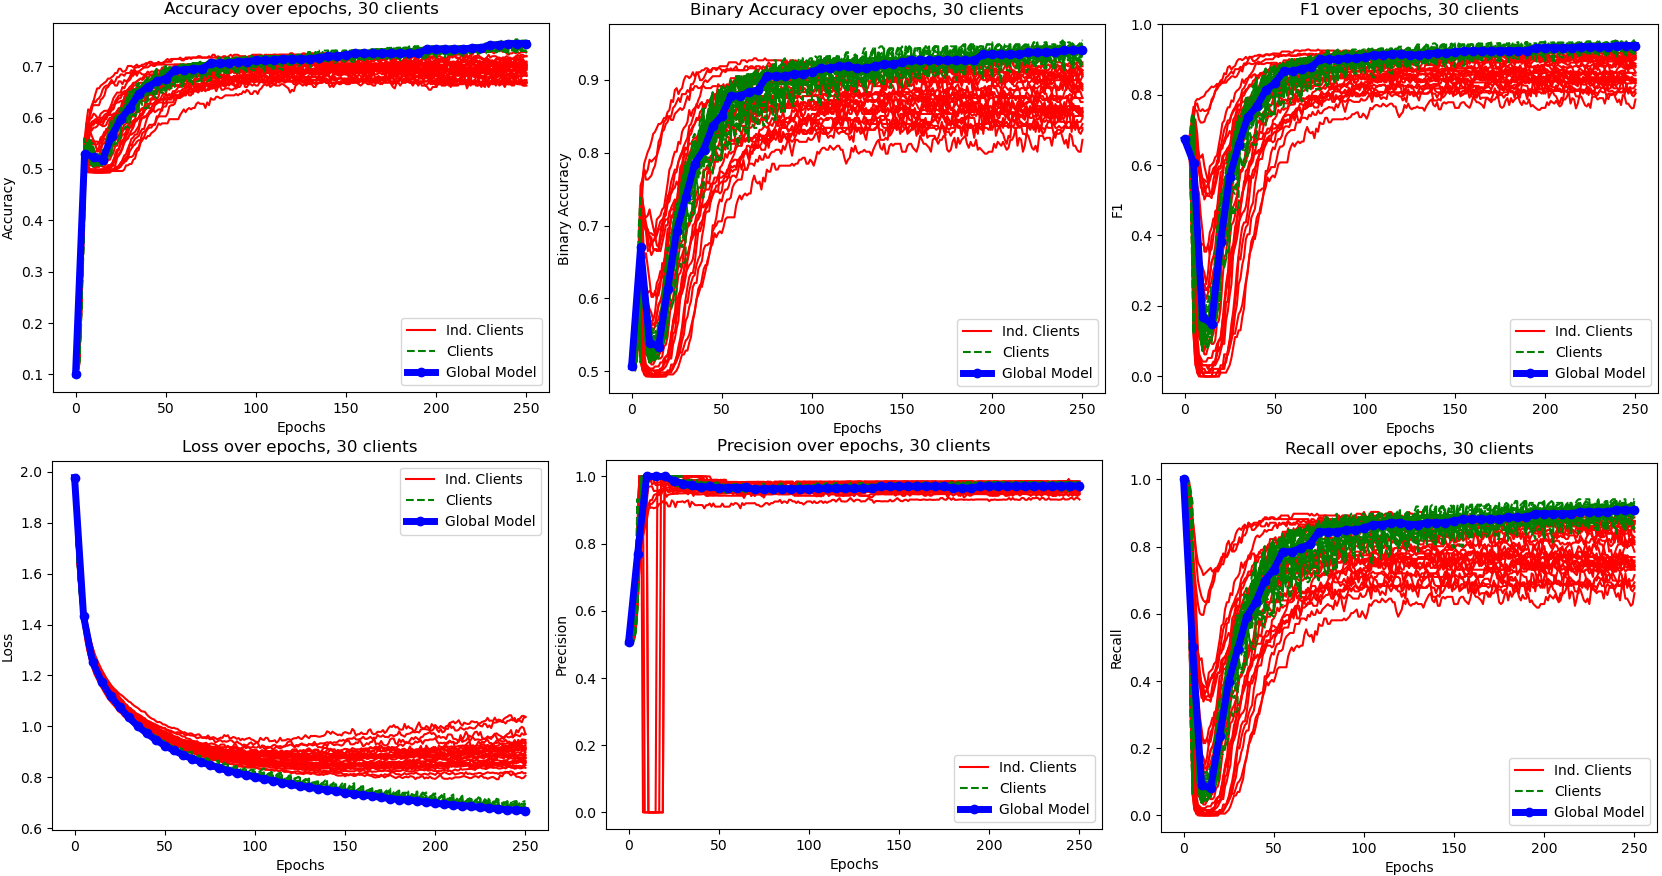 Accuracy over epochs, 30 clients
Accuracy
0.7
0.6
0.5
0.4
0.3
0.2
0.1
0 50 100 150 200 250
Epochs
Ind. Clients
Clients
Global Model
Binary Accuracy over epochs, 30 clients
Binary Accuracy
0.9
0.8
0.7
0.6
0.5
0 50 100 150 200 250
Epochs
Ind. Clients
Clients
Global Model
F1 over epochs, 30 clients
F1
1.0
0.8
0.6
0.4
0.2
0.0
0 50 100 150 200 250
Epochs
Ind. Clients
Clients
Global Model
Loss over epochs, 30 clients
Loss
2.0
1.8
1.6
1.4
1.2
1.0
0.8
0.6
0 50 100 150 200 250
Epochs
Ind. Clients
Clients
Global Model
Precision over epochs, 30 clients
Precision
1.0
0.8
0.6
0.4
0.2
0.0
0 50 100 150 200 250
Epochs
Ind. Clients
Clients
Global Model
Recall over epochs, 30 clients
Recall
1.0
0.8
0.6
0.4
0.2
0.0
0 50 100 150 200 250
Epochs
Ind. Clients
Clients
Global Model